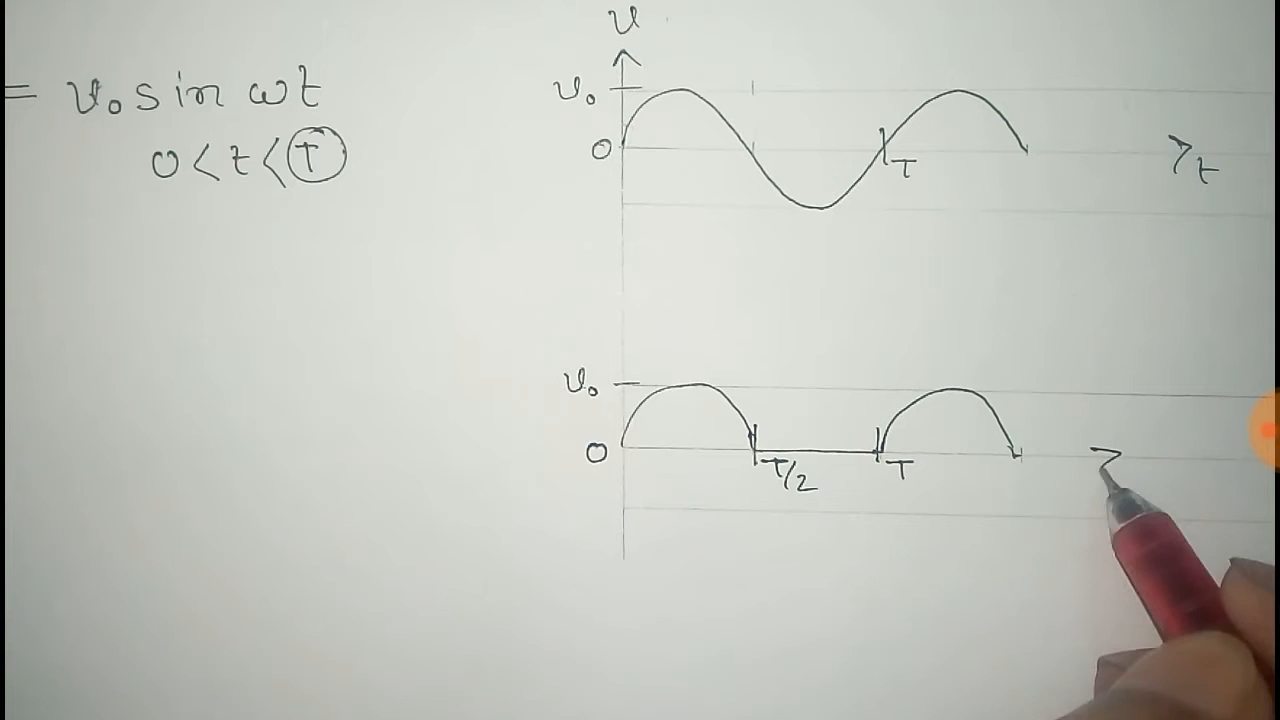 = v₀ sin ωt
0 < t < T
v
v₀
0
T
t
v₀
0
T/2
T